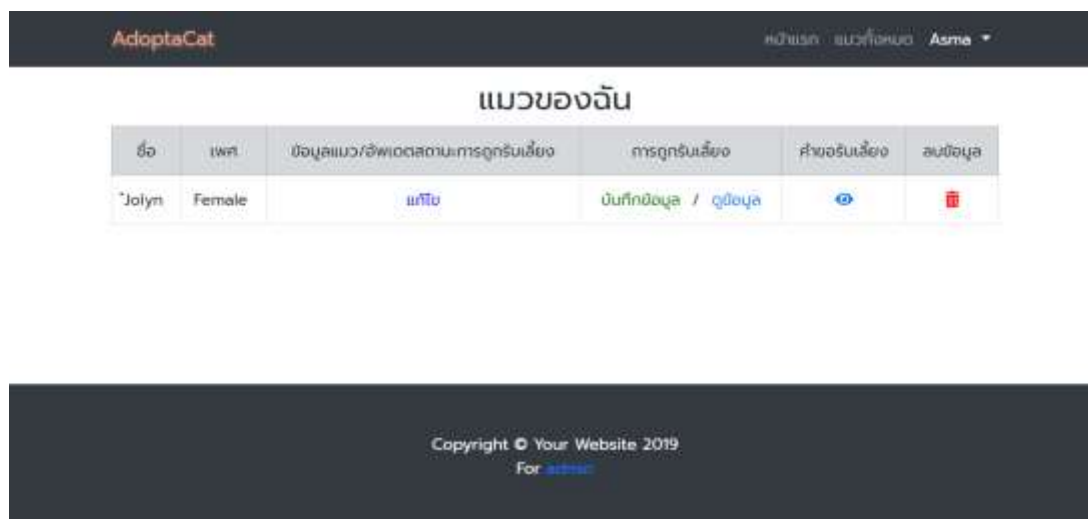 AdoptaCat หน้าแรก แมวทั้งหมด Asma
แมวของฉัน
ชื่อ เพศ ข้อมูลแมว/อัพเดตสถานะการถูกรับเลี้ยง การถูกรับเลี้ยง คำขอรับเลี้ยง ลบข้อมูล
ํJolyn Female แก้ไข บันทึกข้อมูล / ดูข้อมูล
Copyright © Your Website 2019
For admin